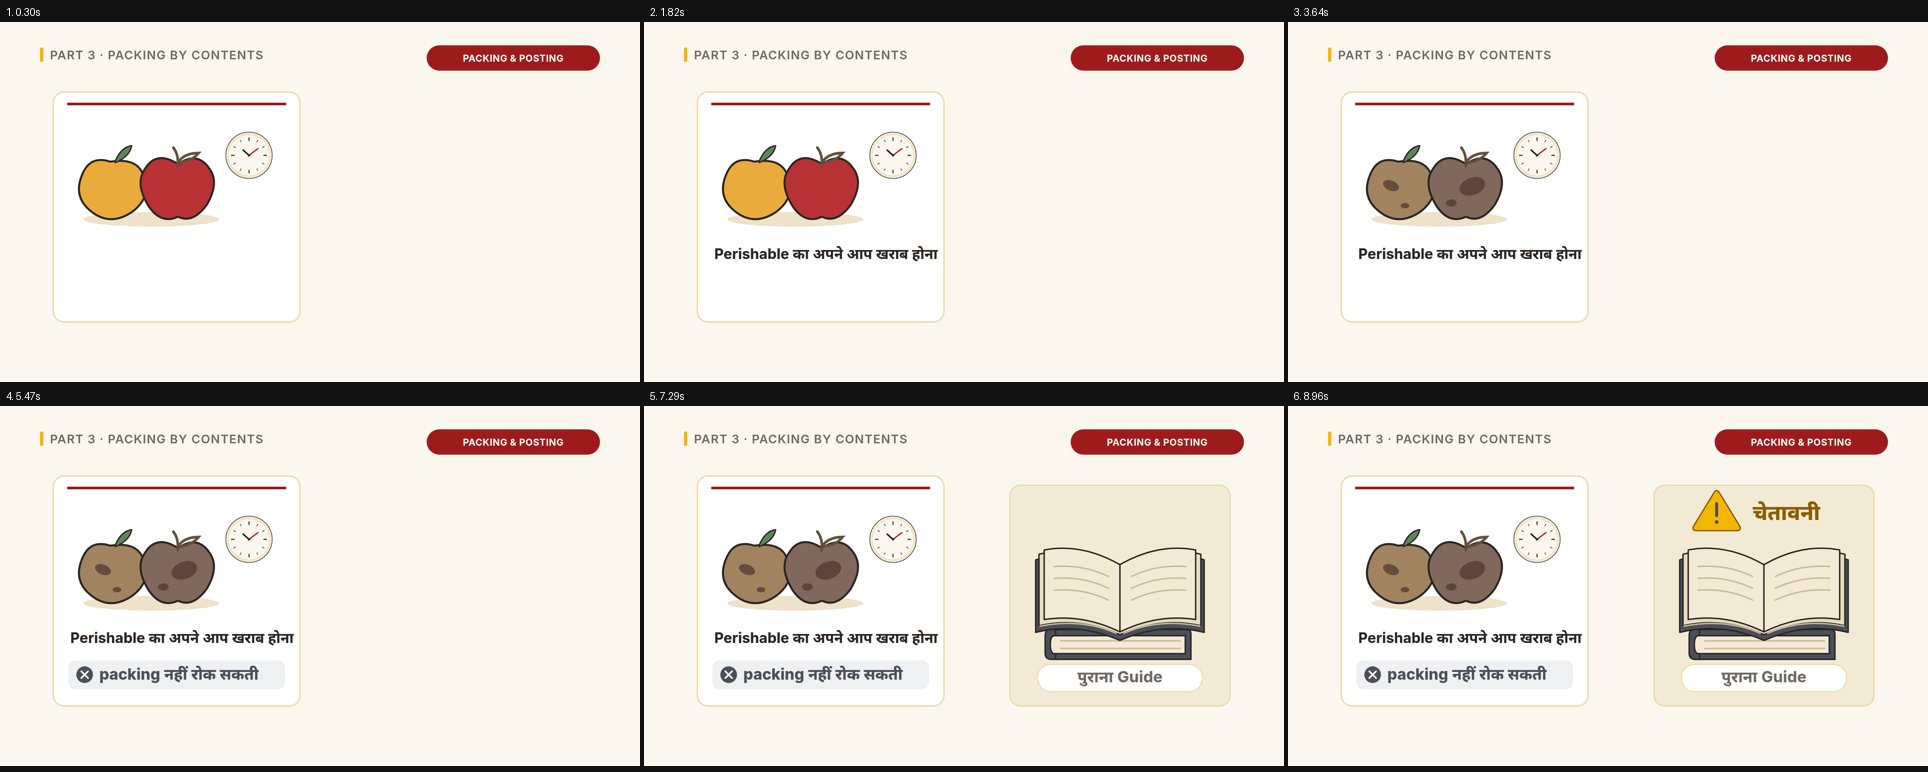 1. 0.30s
PART 3 · PACKING BY CONTENTS
PACKING & POSTING
2. 1.82s
PART 3 · PACKING BY CONTENTS
PACKING & POSTING
Perishable का अपने आप खराब होना
3. 3.64s
PART 3 · PACKING BY CONTENTS
PACKING & POSTING
Perishable का अपने आप खराब होना
4. 5.47s
PART 3 · PACKING BY CONTENTS
PACKING & POSTING
Perishable का अपने आप खराब होना
packing नहीं रोक सकती
5. 7.29s
PART 3 · PACKING BY CONTENTS
PACKING & POSTING
Perishable का अपने आप खराब होना
packing नहीं रोक सकती
पुराना Guide
6. 8.96s
PART 3 · PACKING BY CONTENTS
PACKING & POSTING
Perishable का अपने आप खराब होना
packing नहीं रोक सकती
चेतावनी
पुराना Guide